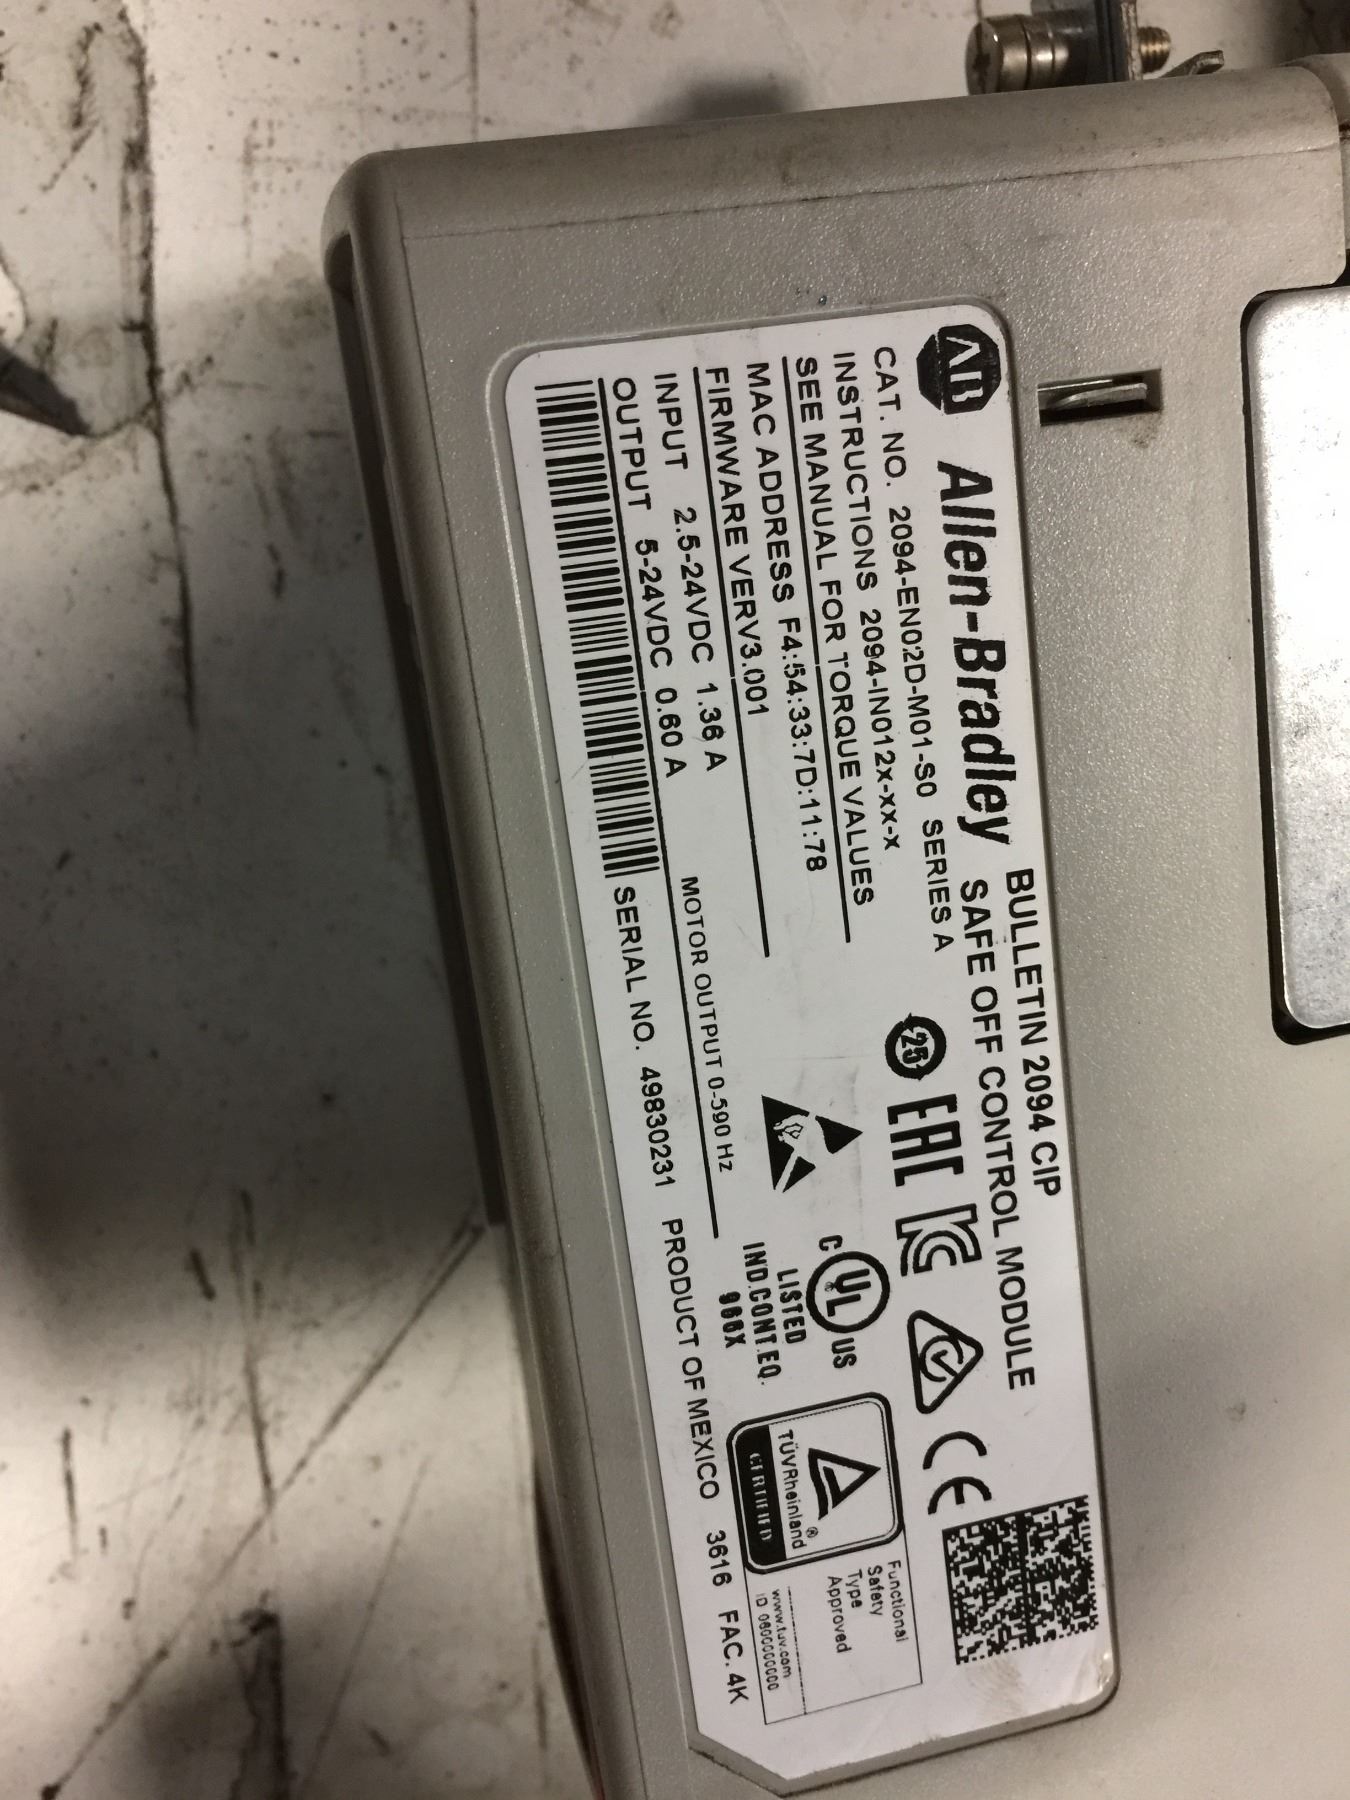 AB Allen-Bradley
BULLETIN 2094 CIP
SAFE OFF CONTROL MODULE
CAT. NO. 2094-EN02D-M01-S0 SERIES A
INSTRUCTIONS 2094-IN012x-xx-x
SEE MANUAL FOR TORQUE VALUES
MAC ADDRESS F4:54:33:7D:11:78
FIRMWARE VERV3.001
INPUT 2.5-24VDC 1.36 A
OUTPUT 5-24VDC 0.60 A
MOTOR OUTPUT 0-590 Hz
SERIAL NO. 49830231 PRODUCT OF MEXICO 3616 FAC. 4K
25
EAC
CE
C UL US
LISTED
IND.CONT.EQ.
966X
TÜVRheinland®
CERTIFIED
Functional
Safety
Type
Approved
www.tuv.com
ID 0600000000